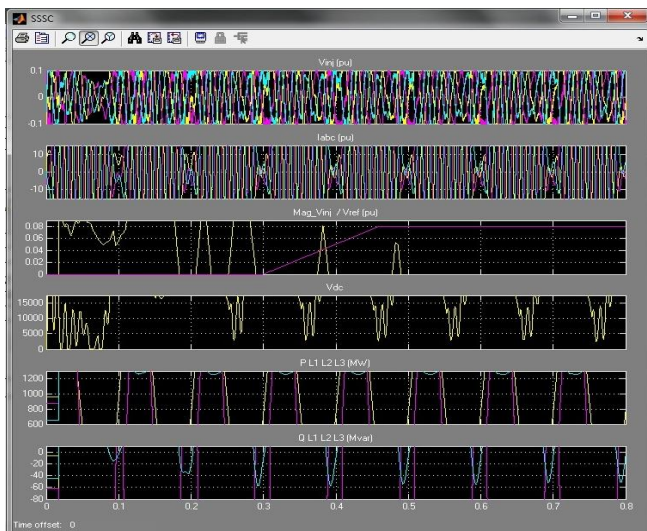 SSSC
Vinj (pu)
0.1
0
-0.1
Iabc (pu)
10
0
-10
Mag_Vinj / Vref (pu)
0.08
0.06
0.04
0.02
0
Vdc
15000
10000
5000
0
P L1 L2 L3 (MW)
1200
1000
800
600
Q L1 L2 L3 (Mvar)
0
-20
-40
-60
-80
0 0.1 0.2 0.3 0.4 0.5 0.6 0.7 0.8
Time offset: 0